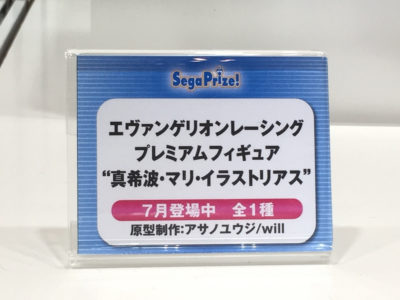 Sega Prize!
エヴァンゲリオンレーシング
プレミアムフィギュア
“真希波・マリ・イラストリアス”
7月登場中 全1種
原型制作:アサノユウジ/will